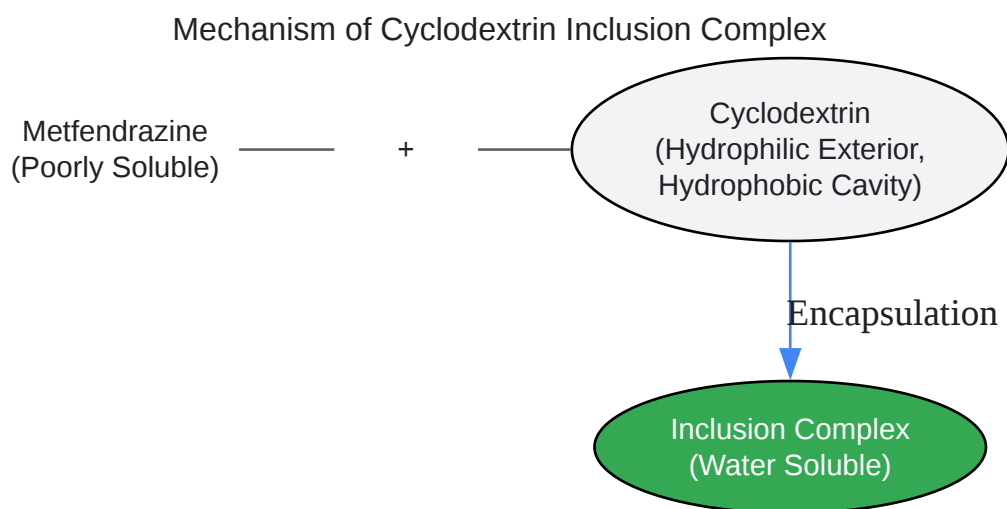 Mechanism of Cyclodextrin Inclusion Complex
Metfendrazine
(Poorly Soluble)
+
Cyclodextrin
(Hydrophilic Exterior,
Hydrophobic Cavity)
Encapsulation
Inclusion Complex
(Water Soluble)